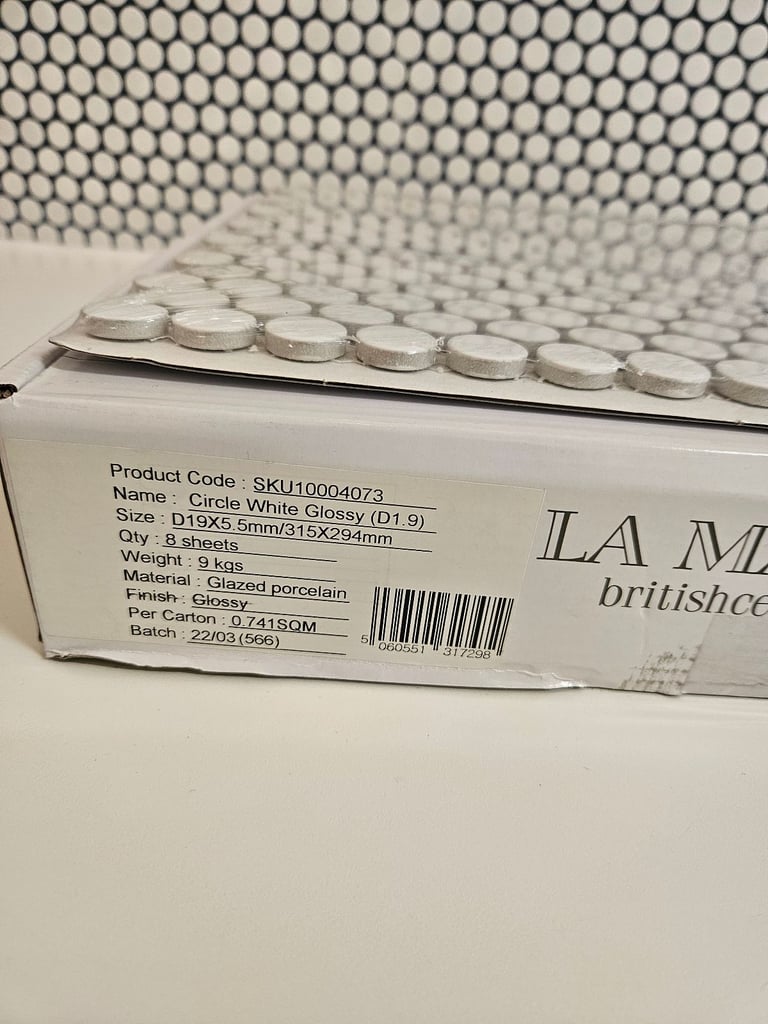 Product Code : SKU10004073
Name : Circle White Glossy (D1.9)
Size : D19X5.5mm/315X294mm
Qty : 8 sheets
Weight : 9 kgs
Material : Glazed porcelain
Finish : Glossy
Per Carton : 0.741SQM
Batch : 22/03 (566)
5 060551 317298
LA M
britishce